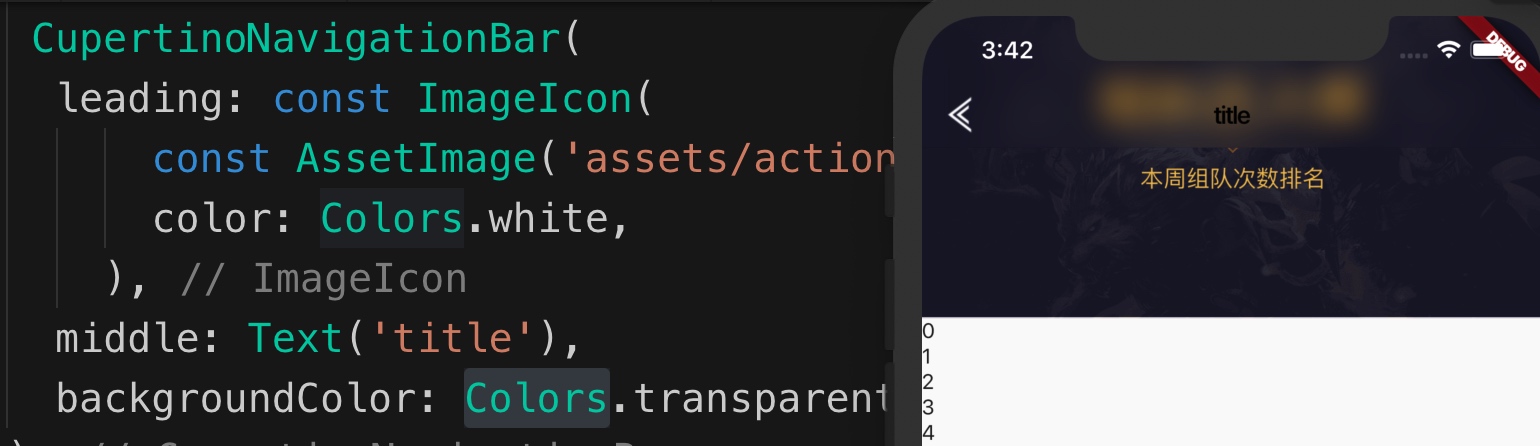 CupertinoNavigationBar(
leading: const ImageIcon(
const AssetImage('assets/action
color: Colors.white,
), // ImageIcon
middle: Text('title'),
backgroundColor: Colors.transparent
3:42
DEBUG
title
本周组队次数排名
0
1
2
3
4